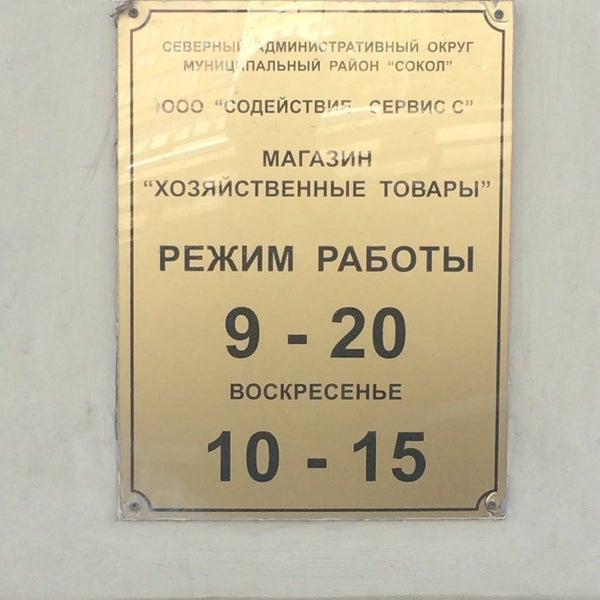 СЕВЕРНЫЙ АДМИНИСТРАТИВНЫЙ ОКРУГ
МУНИЦИПАЛЬНЫЙ РАЙОН "СОКОЛ"
ООО "СОДЕЙСТВИЕ - СЕРВИС С"
МАГАЗИН
"ХОЗЯЙСТВЕННЫЕ ТОВАРЫ"
РЕЖИМ РАБОТЫ
9 - 20
ВОСКРЕСЕНЬЕ
10 - 15